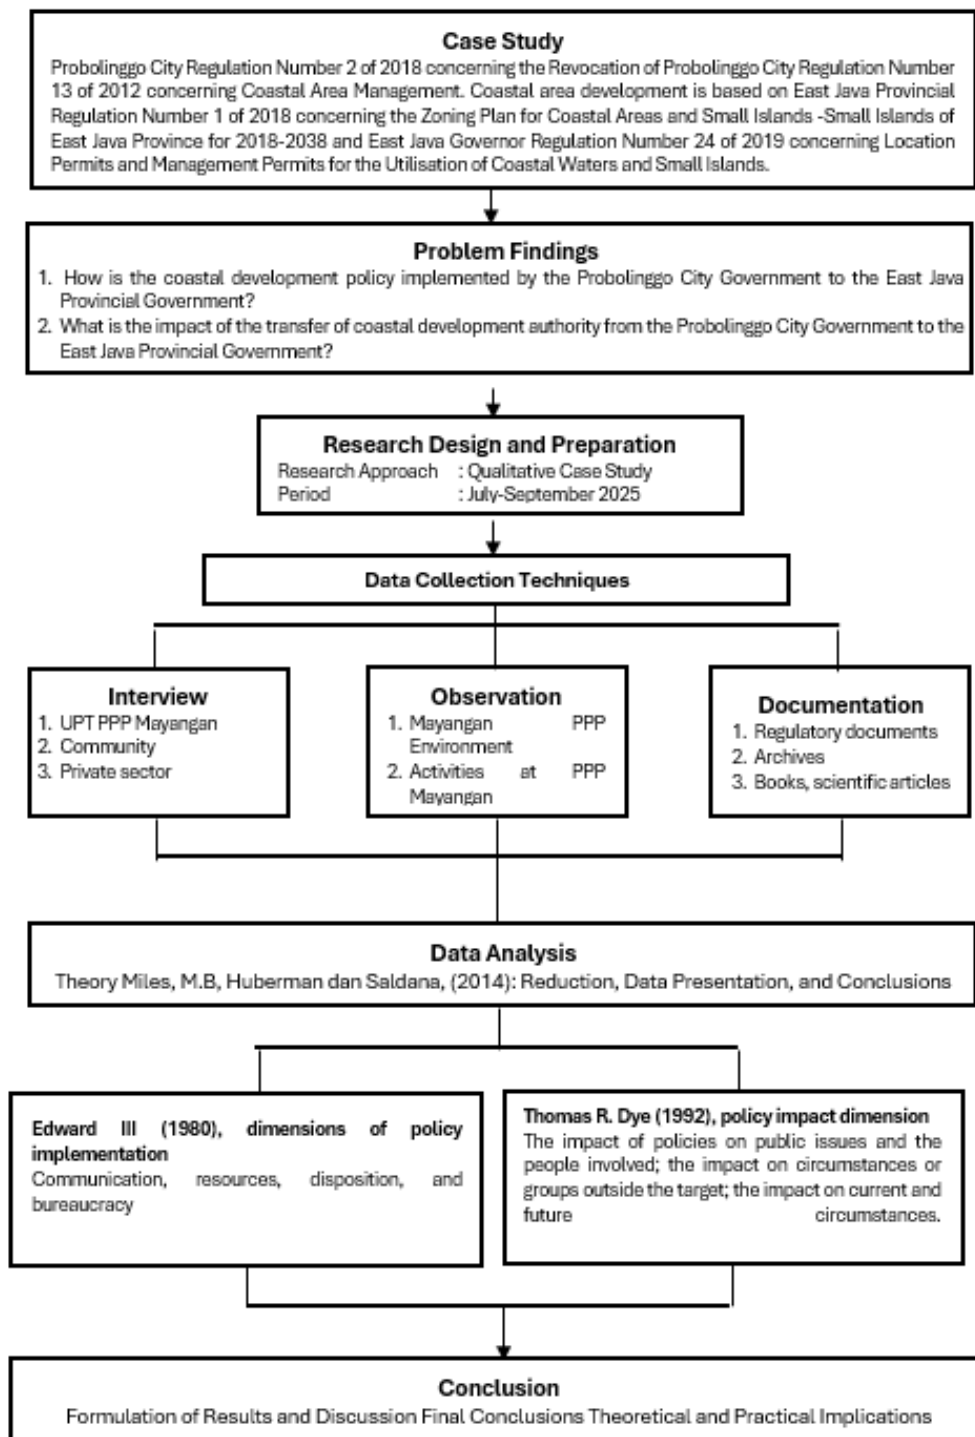 Case Study
Probolinggo City Regulation Number 2 of 2018 concerning the Revocation of Probolinggo City Regulation Number
13 of 2012 concerning Coastal Area Management. Coastal area development is based on East Java Provincial
Regulation Number 1 of 2018 concerning the Zoning Plan for Coastal Areas and Small Islands -Small Islands of
East Java Province for 2018-2038 and East Java Governor Regulation Number 24 of 2019 concerning Location
Permits and Management Permits for the Utilisation of Coastal Waters and Small Islands.
Problem Findings
1. How is the coastal development policy implemented by the Probolinggo City Government to the East Java
Provincial Government?
2. What is the impact of the transfer of coastal development authority from the Probolinggo City Government to the
East Java Provincial Government?
Research Design and Preparation
Research Approach : Qualitative Case Study
Period : July-September 2025
Data Collection Techniques
Interview
1. UPT PPP Mayangan
2. Community
3. Private sector
Observation
1. Mayangan PPP
Environment
2. Activities at PPP
Mayangan
Documentation
1. Regulatory documents
2. Archives
3. Books, scientific articles
Data Analysis
Theory Miles, M.B, Huberman dan Saldana, (2014): Reduction, Data Presentation, and Conclusions
Edward III (1980), dimensions of policy
implementation
Communication, resources, disposition, and
bureaucracy
Thomas R. Dye (1992), policy impact dimension
The impact of policies on public issues and the
people involved; the impact on circumstances or
groups outside the target; the impact on current and
future circumstances.
Conclusion
Formulation of Results and Discussion Final Conclusions Theoretical and Practical Implications